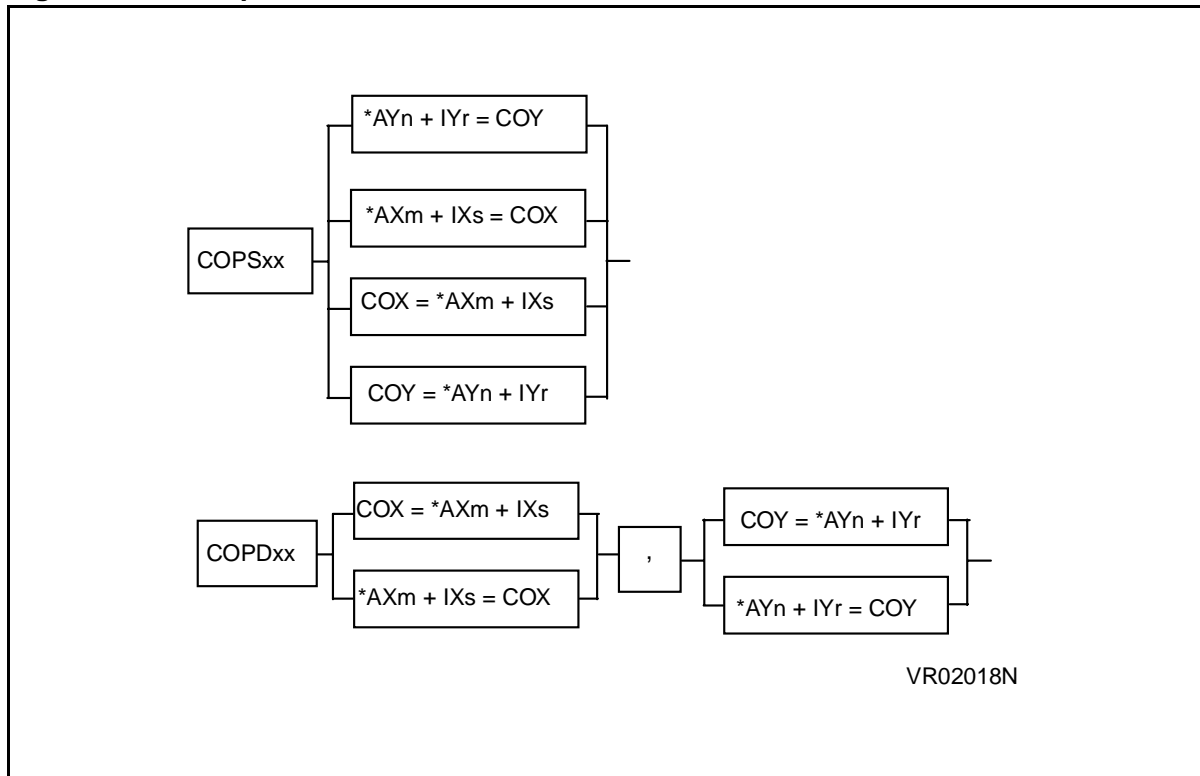 *AYn + IYr = COY
*AXm + IXs = COX
COPSxx
COX = *AXm + IXs
COY = *AYn + IYr
COX = *AXm + IXs
COY = *AYn + IYr
COPDxx
,
*AXm + IXs = COX
*AYn + IYr = COY
VR02018N